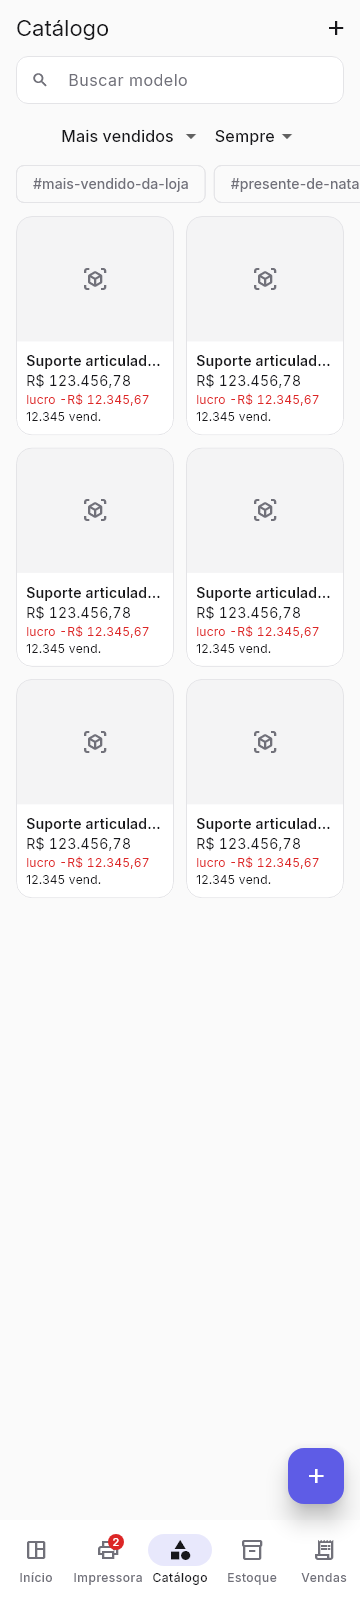 Catálogo
Buscar modelo
Mais vendidos Sempre
#mais-vendido-da-loja #presente-de-nata
Suporte articulad... Suporte articulad...
R$ 123.456,78 R$ 123.456,78
lucro -R$ 12.345,67 lucro -R$ 12.345,67
12.345 vend. 12.345 vend.
Suporte articulad... Suporte articulad...
R$ 123.456,78 R$ 123.456,78
lucro -R$ 12.345,67 lucro -R$ 12.345,67
12.345 vend. 12.345 vend.
Suporte articulad... Suporte articulad...
R$ 123.456,78 R$ 123.456,78
lucro -R$ 12.345,67 lucro -R$ 12.345,67
12.345 vend. 12.345 vend.
2
Início Impressora Catálogo Estoque Vendas